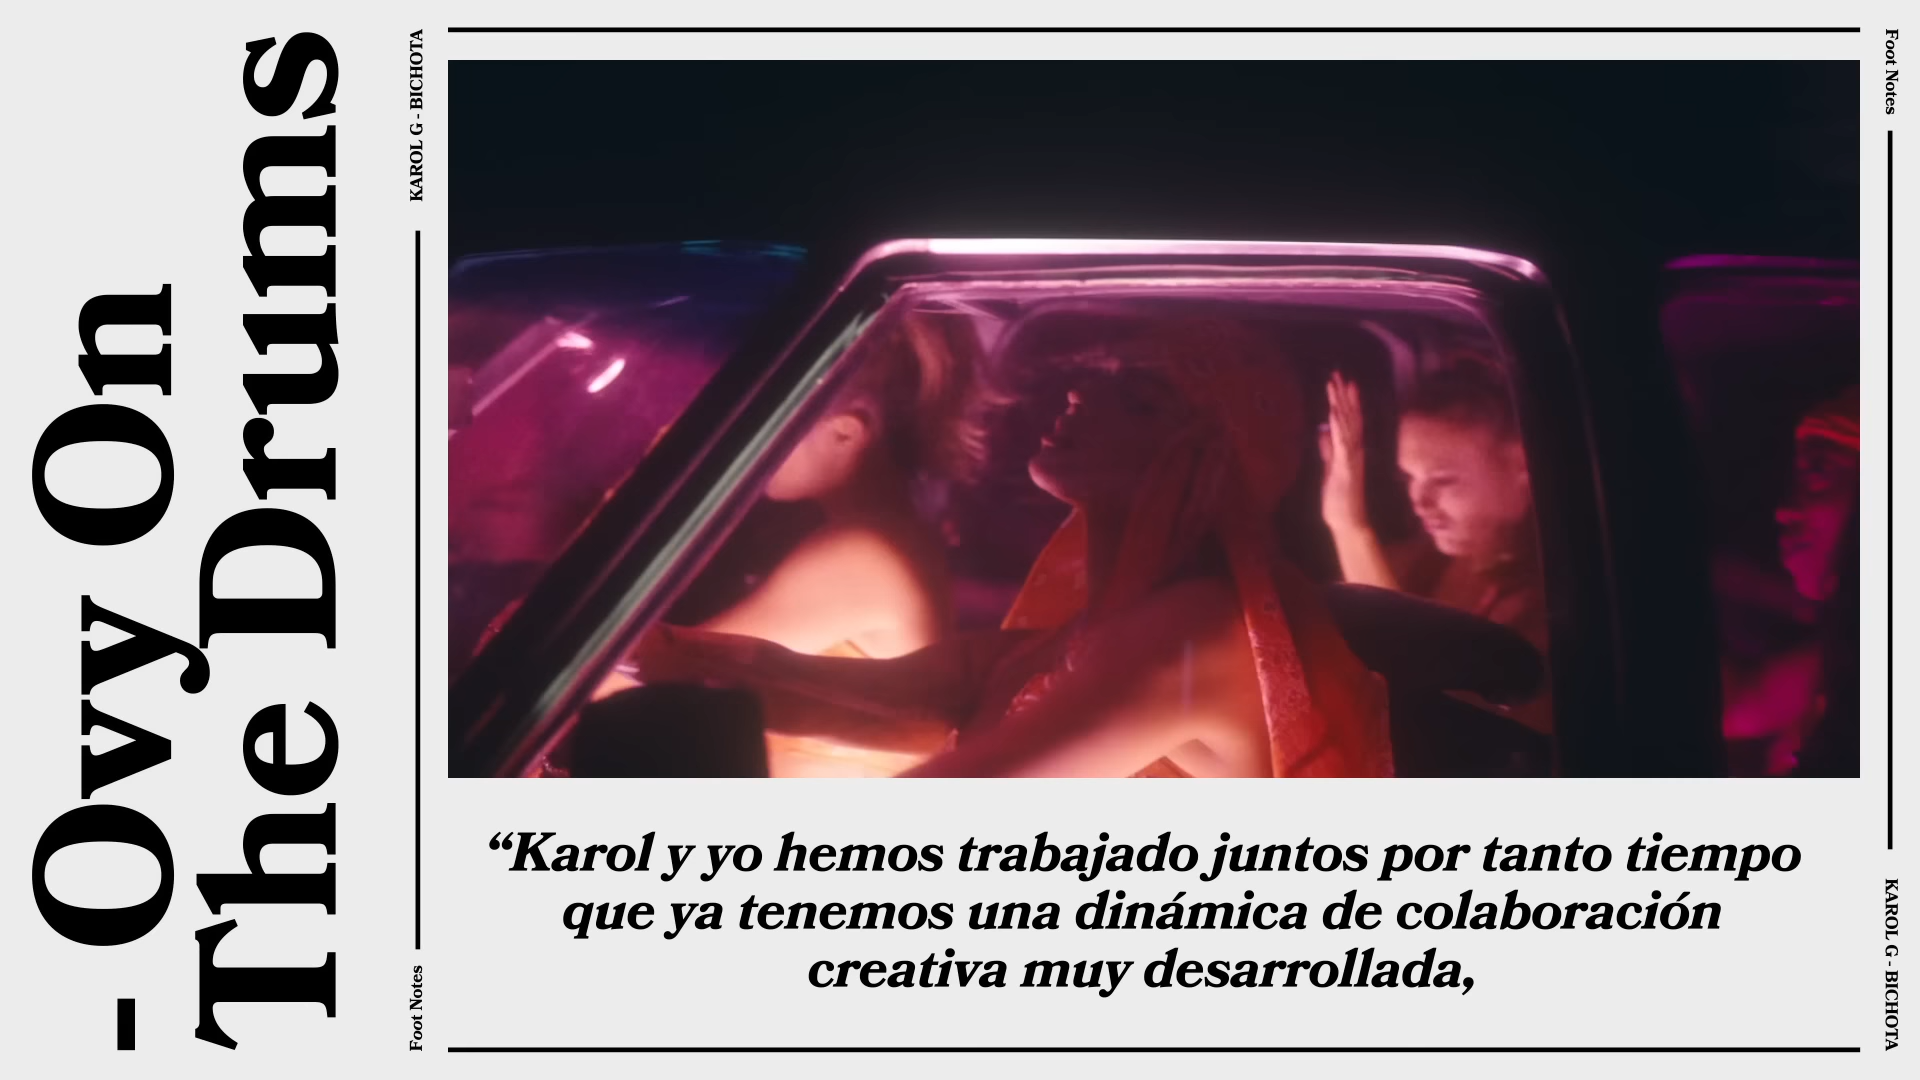 - Ovy On
The Drums
KAROL G - BICHOTA
Foot Notes
“Karol y yo hemos trabajado juntos por tanto tiempo
que ya tenemos una dinámica de colaboración
creativa muy desarrollada,
Foot Notes
KAROL G - BICHOTA